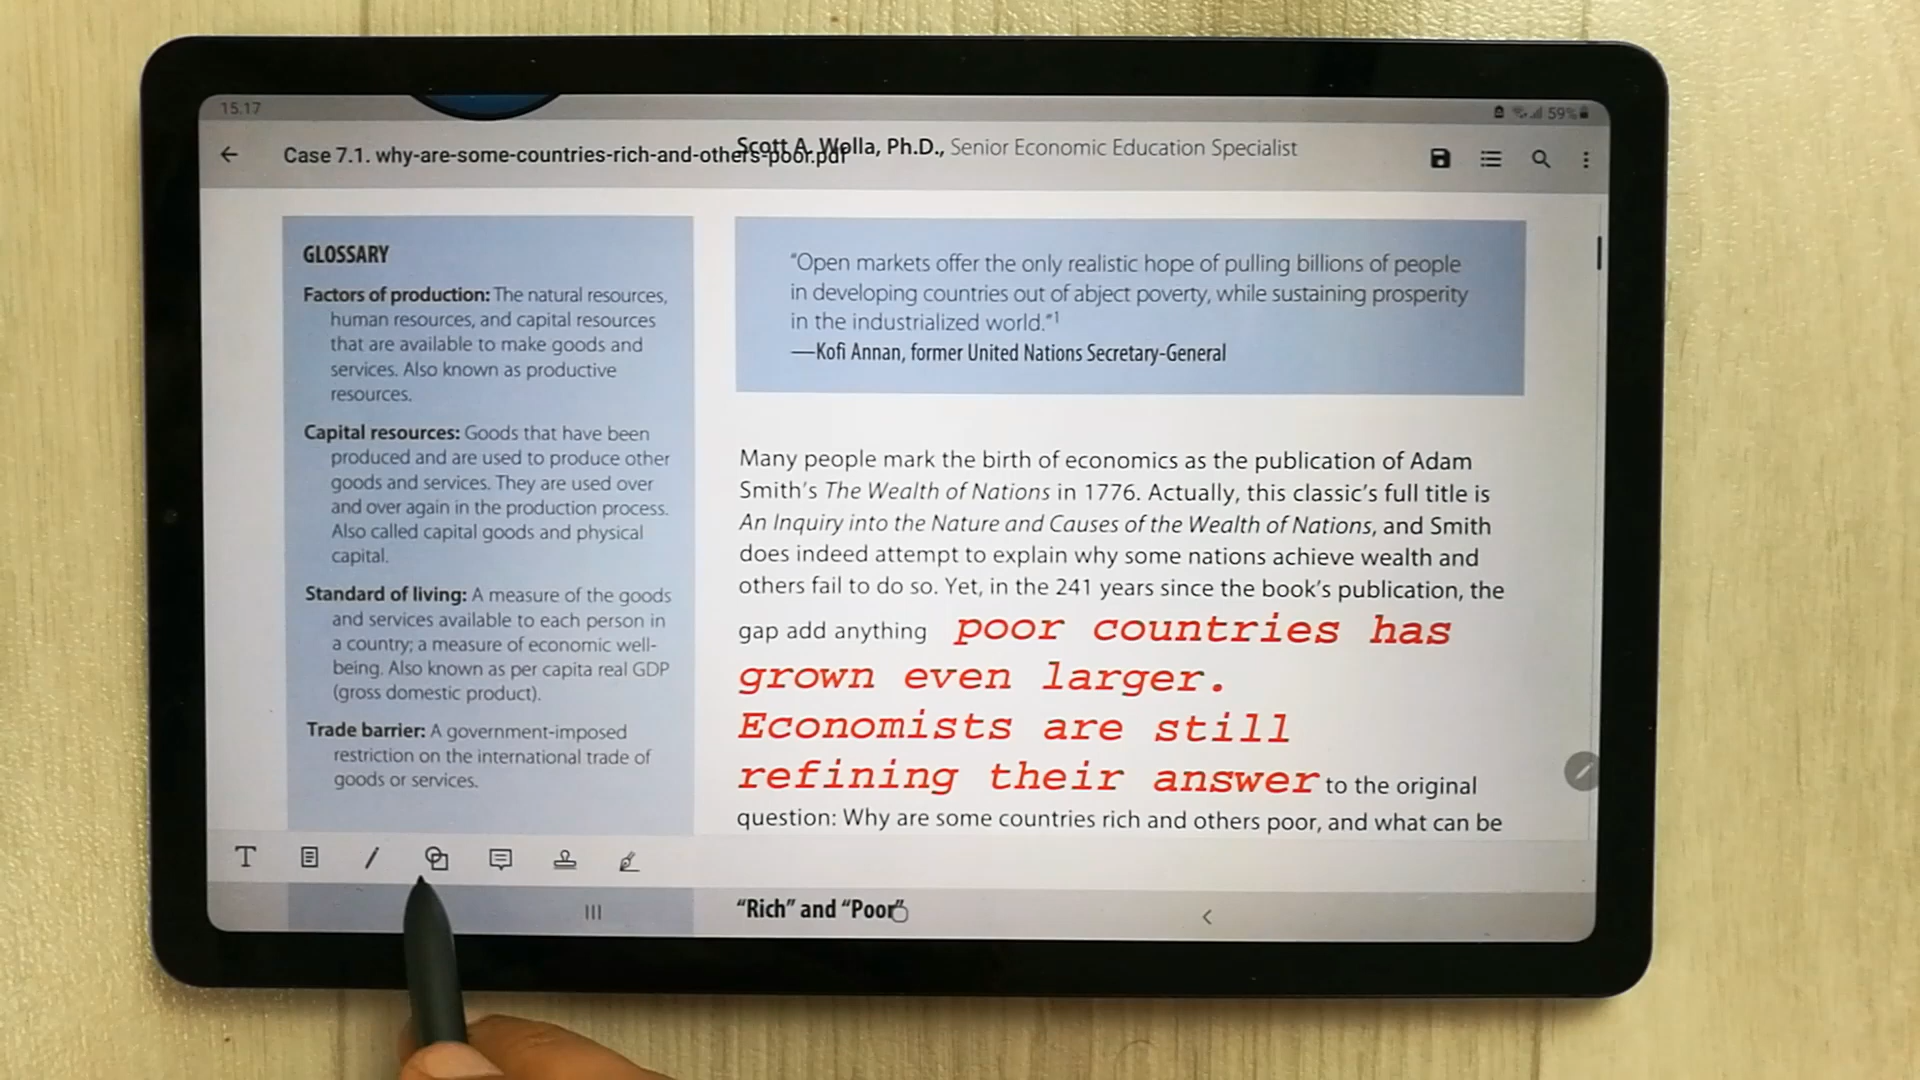 15.17
59%
Case 7.1. why-are-some-countries-rich-and-others-poor.pdf
Scott A. Wolla, Ph.D., Senior Economic Education Specialist
GLOSSARY
Factors of production: The natural resources,
human resources, and capital resources
that are available to make goods and
services. Also known as productive
resources.
Capital resources: Goods that have been
produced and are used to produce other
goods and services. They are used over
and over again in the production process.
Also called capital goods and physical
capital.
Standard of living: A measure of the goods
and services available to each person in
a country; a measure of economic well-
being. Also known as per capita real GDP
(gross domestic product).
Trade barrier: A government-imposed
restriction on the international trade of
goods or services.
“Open markets offer the only realistic hope of pulling billions of people
in developing countries out of abject poverty, while sustaining prosperity
in the industrialized world.”1
—Kofi Annan, former United Nations Secretary-General
Many people mark the birth of economics as the publication of Adam
Smith’s The Wealth of Nations in 1776. Actually, this classic’s full title is
An Inquiry into the Nature and Causes of the Wealth of Nations, and Smith
does indeed attempt to explain why some nations achieve wealth and
others fail to do so. Yet, in the 241 years since the book’s publication, the
gap add anything poor countries has
grown even larger.
Economists are still
refining their answer to the original
question: Why are some countries rich and others poor, and what can be
T
“Rich” and “Poor”